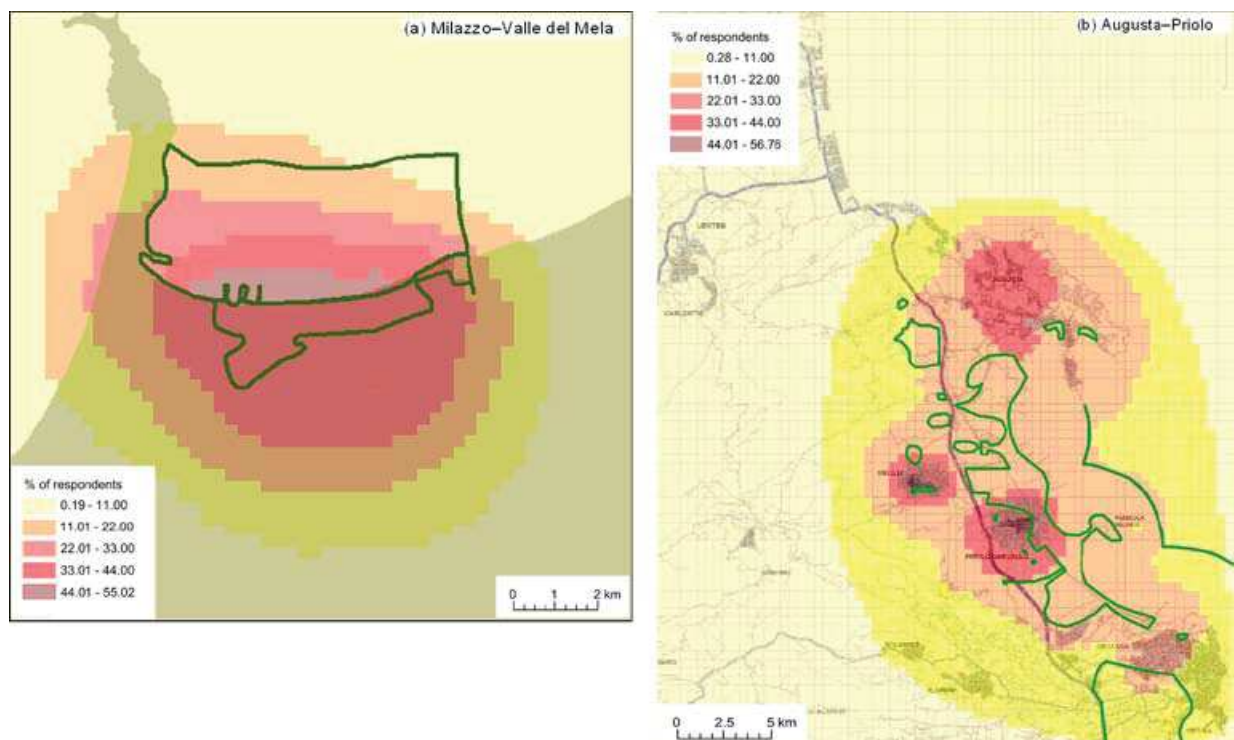 (a) Milazzo–Valle del Mela
% of respondents
0.19 - 11.00
11.01 - 22.00
22.01 - 33.00
33.01 - 44.00
44.01 - 55.02
0 1 2 km
(b) Augusta–Priolo
% of respondents
0.28 - 11.00
11.01 - 22.00
22.01 - 33.00
33.01 - 44.00
44.01 - 56.76
0 2.5 5 km